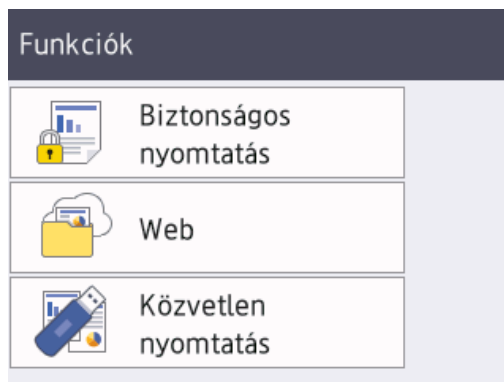 Funkciók
Biztonságos
nyomtatás
Web
Közvetlen
nyomtatás